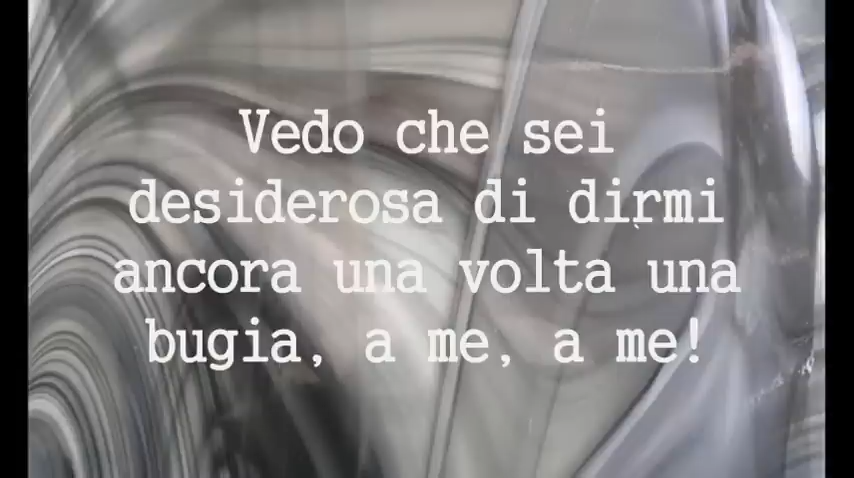 Vedo che sei
desiderosa di dirmi
ancora una volta una
bugia, a me, a me!